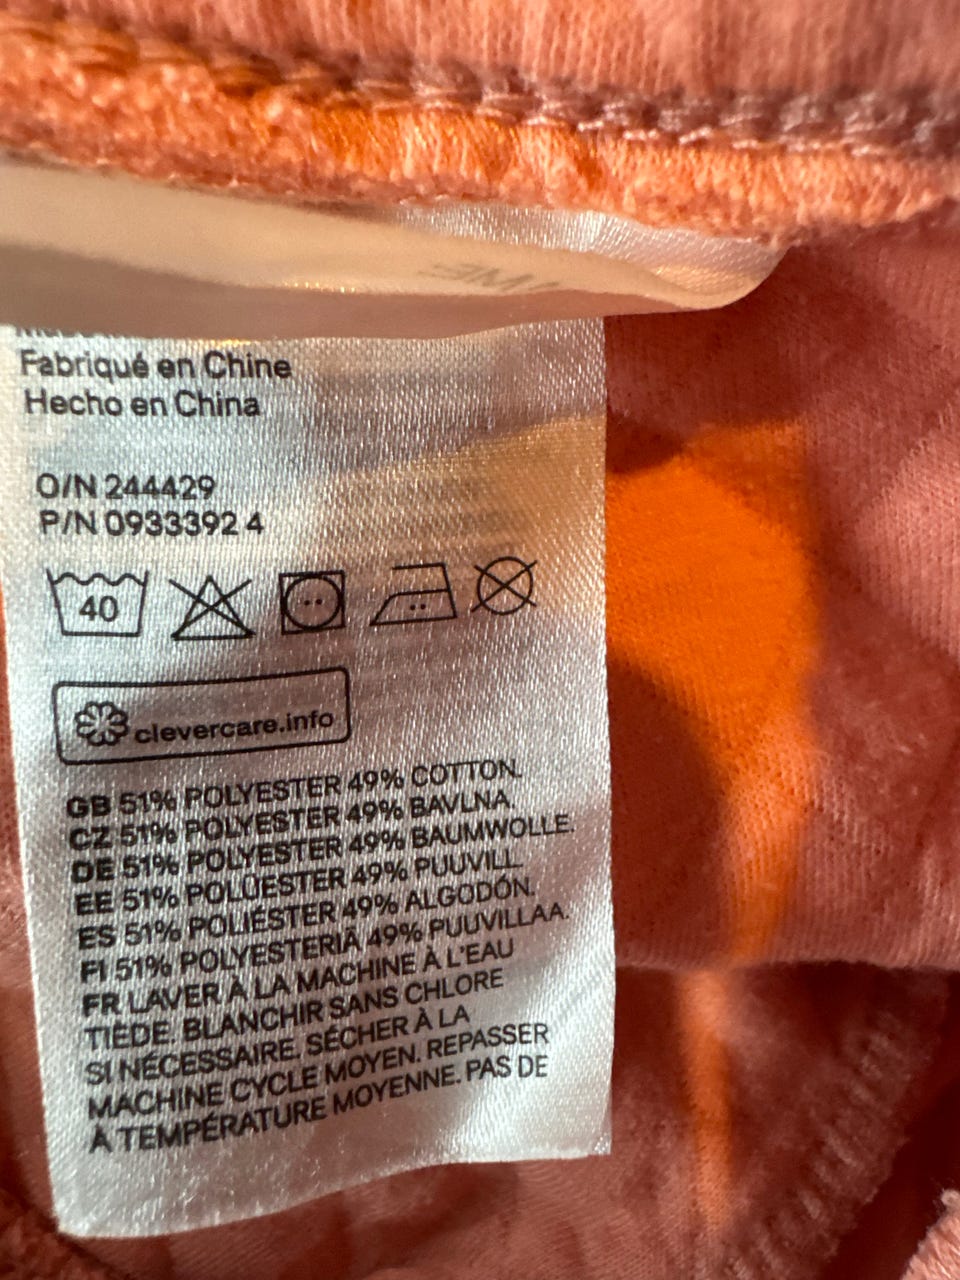 Fabriqué en Chine
Hecho en China
O/N 244429
P/N 0933392 4
40
clevercare.info
GB 51% POLYESTER 49% COTTON.
CZ 51% POLYESTER 49% BAVLNA.
DE 51% POLYESTER 49% BAUMWOLLE.
EE 51% POLÜESTER 49% PUUVILL.
ES 51% POLIÉSTER 49% ALGODÓN.
FI 51% POLYESTERIÄ 49% PUUVILLAA.
FR LAVER À LA MACHINE À L'EAU
TIÈDE. BLANCHIR SANS CHLORE
SI NÉCESSAIRE. SÉCHER À LA
MACHINE CYCLE MOYEN. REPASSER
À TEMPÉRATURE MOYENNE. PAS DE